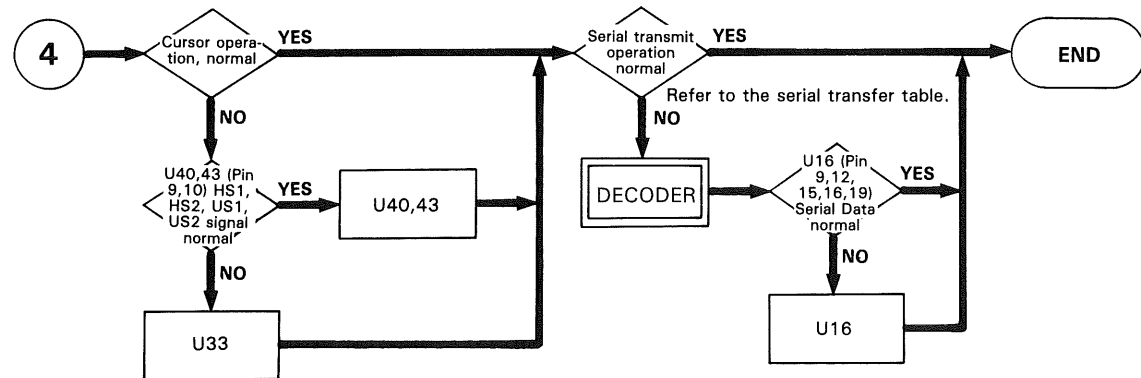 4
Cursor opera-
tion, normal
YES
NO
U40,43 (Pin
9,10) HS1,
HS2, US1,
US2 signal
normal
YES
U40,43
NO
U33
Serial transmit
operation
normal
YES
Refer to the serial transfer table.
NO
DECODER
U16 (Pin
9,12,
15,16,19)
Serial Data
normal
YES
NO
U16
END